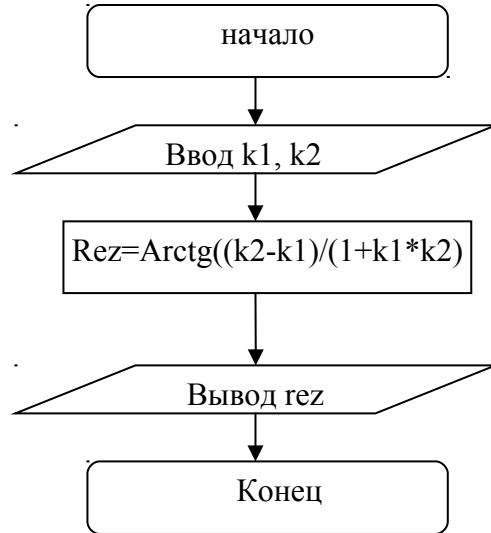 начало
Ввод k1, k2
Rez=Arctg((k2-k1)/(1+k1*k2)
Вывод rez
Конец